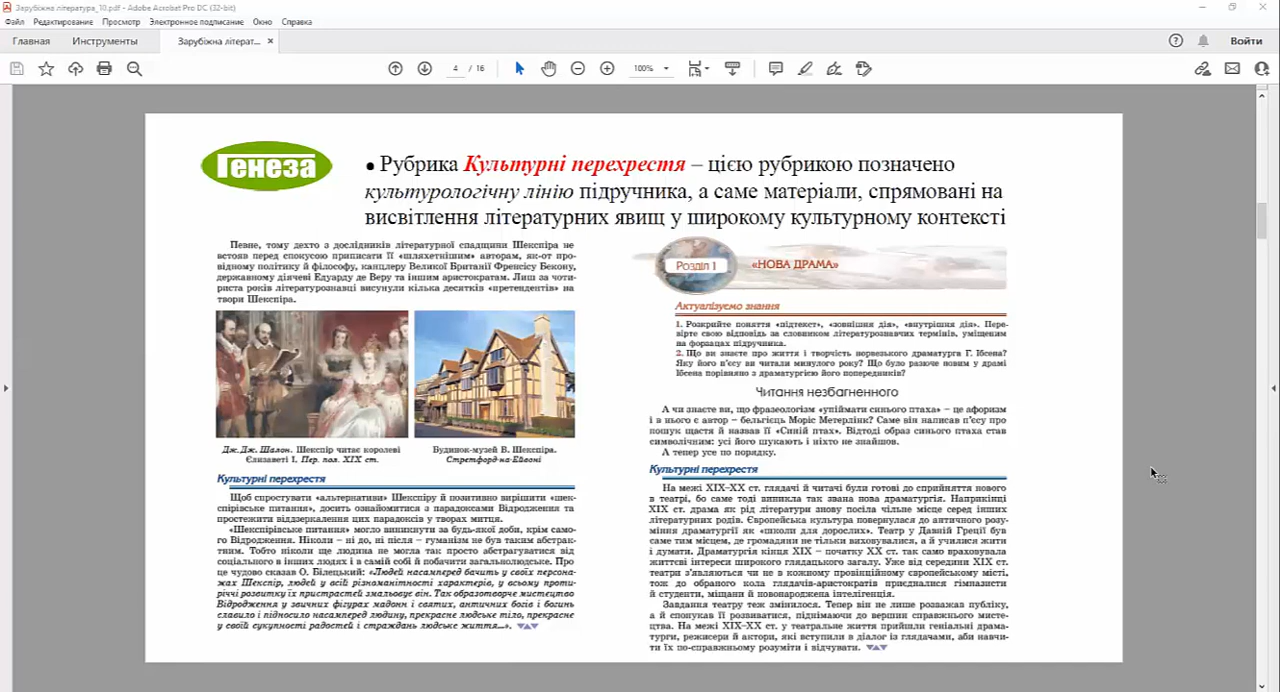 Зарубіжна література_10.pdf - Adobe Acrobat Pro DC (32-bit)
Файл Редактирование Просмотр Электронное подписание Окно Справка
Главная Инструменты Зарубіжна літерат... × Войти
4 / 16 100%
Генеза
• Рубрика Культурні перехрестя – цією рубрикою позначено
культурологічну лінію підручника, а саме матеріали, спрямовані на
висвітлення літературних явищ у широкому культурному контексті
Певне, тому дехто з дослідників літературної спадщини Шекспіра не
встояв перед спокусою приписати її «шляхетнішим» авторам, як-от про-
відному політику й філософу, канцлеру Великої Британії Френсісу Бекону,
державному діячеві Едуарду де Веру та іншим аристократам. Лиш за чоти-
риста років літературознавці висунули кілька десятків «претендентів» на
твори Шекспіра.
Дж. Дж. Шалон. Шекспір читає королеві
Єлизаветі І. Пер. пол. ХІХ ст.
Будинок-музей В. Шекспіра.
Стретфорд-на-Ейвоні
Культурні перехрестя
Щоб спростувати «альтернативи» Шекспіру й позитивно вирішити «шек-
спірівське питання», досить ознайомитися з парадоксами Відродження та
простежити віддзеркалення цих парадоксів у творах митця.
«Шекспірівське питання» могло виникнути за будь-якої доби, крім само-
го Відродження. Ніколи – ні до, ні після – гуманізм не був таким абстрак-
тним. Тобто ніколи ще людина не могла так просто абстрагуватися від
соціального в інших людях і в самій собі й побачити загальнолюдське. Про
це чудово сказав О. Білецький: «Людей насамперед бачить у своїх персона-
жах Шекспір, людей у всій різноманітності характерів, у всьому проти-
річчі розвитку їх пристрастей змальовує він. Так образотворче мистецтво
Відродження у звичних фігурах мадонн і святих, античних богів і богинь
славило і підносило насамперед людину, прекрасне людське тіло, прекрасне
у своїй сукупності радостей і страждань людське життя...».
Розділ 1 «НОВА ДРАМА»
Актуалізуємо знання
1. Розкрийте поняття «підтекст», «зовнішня дія», «внутрішня дія». Пере-
вірте свою відповідь за словником літературознавчих термінів, уміщеним
на форзацах підручника.
2. Що ви знаєте про життя і творчість норвезького драматурга Г. Ібсена?
Яку його п'єсу ви читали минулого року? Що було разюче новим у драмі
Ібсена порівняно з драматургією його попередників?
Читання незбагненного
А чи знаєте ви, що фразеологізм «упіймати синього птаха» – це афоризм
і в нього є автор – бельгієць Моріс Метерлінк? Саме він написав п'єсу про
пошук щастя й назвав її «Синій птах». Відтоді образ синього птаха став
символічним: усі його шукають і ніхто не знайшов.
А тепер усе по порядку.
Культурні перехрестя
На межі ХІХ–ХХ ст. глядачі й читачі були готові до сприйняття нового
в театрі, бо саме тоді виникла так звана нова драматургія. Наприкінці
ХІХ ст. драма як рід літератури знову посіла чільне місце серед інших
літературних родів. Європейська культура повернулася до античного розу-
міння драматургії як «школи для дорослих». Театр у Давній Греції був
саме тим місцем, де громадяни не тільки виховувалися, а й училися жити
і думати. Драматургія кінця ХІХ – початку ХХ ст. так само враховувала
життєві інтереси широкого глядацького загалу. Уже від середини ХІХ ст.
театри з'являються чи не в кожному провінційному європейському місті,
тож до обраного кола глядачів-аристократів приєдналися гімназисти
й студенти, міщани й новонароджена інтелігенція.
Завдання театру теж змінилося. Тепер він не лише розважав публіку,
а й спонукав її розвиватися, піднімаючи до вершин справжнього мисте-
цтва. На межі ХІХ–ХХ ст. у театральне життя прийшли геніальні драма-
турги, режисери й актори, які вступили в діалог із глядачами, аби навчи-
ти їх по-справжньому розуміти і відчувати.